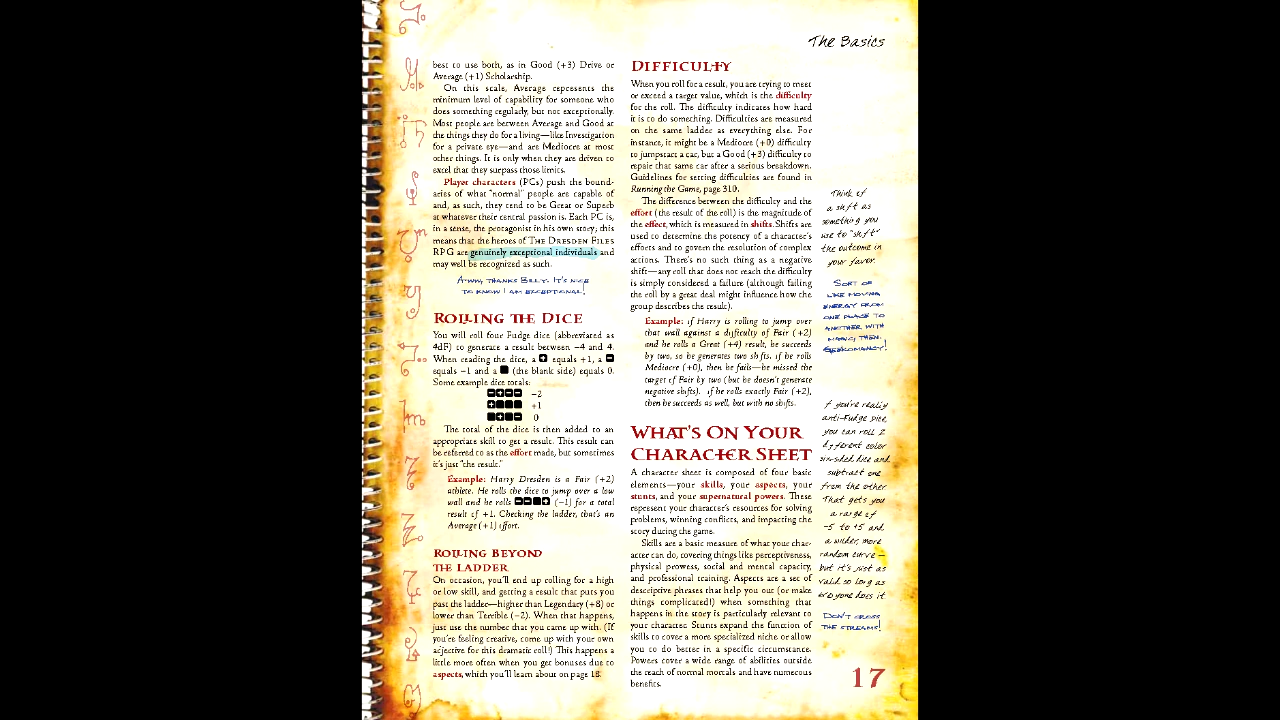 The Basics
best to use both, as in Good (+3) Drive or
Average (+1) Scholarship.
On this scale, Average represents the
minimum level of capability for someone who
does something regularly, but not exceptionally.
Most people are between Average and Good at
the things they do for a living—like Investigation
for a private eye—and are Mediocre at most
other things. It is only when they are driven to
excel that they surpass those limits.
Player characters (PCs) push the bound-
aries of what "normal" people are capable of
and, as such, they tend to be Great or Superb
at whatever their central passion is. Each PC is,
in a sense, the protagonist in his own story; this
means that the heroes of THE DRESDEN FILES
RPG are genuinely exceptional individuals and
may well be recognized as such.
Awww, thanks Billy. It's nice
to know I am exceptional!
ROLLING THE DICE
You will roll four Fudge dice (abbreviated as
4dF) to generate a result between −4 and 4.
When reading the dice, a + equals +1, a −
equals −1 and a (the blank side) equals 0.
Some example dice totals:
−2
+1
0
The total of the dice is then added to an
appropriate skill to get a result. This result can
be referred to as the effort made, but sometimes
it's just "the result."
Example: Harry Dresden is a Fair (+2)
athlete. He rolls the dice to jump over a low
wall and he rolls (−1) for a total
result of +1. Checking the ladder, that's an
Average (+1) effort.
ROLLING BEYOND
THE LADDER
On occasion, you'll end up rolling for a high
or low skill, and getting a result that puts you
past the ladder—higher than Legendary (+8) or
lower than Terrible (−2). When that happens,
just use the number that you came up with. (If
you're feeling creative, come up with your own
adjective for this dramatic roll!) This happens a
little more often when you get bonuses due to
aspects, which you'll learn about on page 18.
DIFFICULTY
When you roll for a result, you are trying to meet
or exceed a target value, which is the difficulty
for the roll. The difficulty indicates how hard
it is to do something. Difficulties are measured
on the same ladder as everything else. For
instance, it might be a Mediocre (+0) difficulty
to jumpstart a car, but a Good (+3) difficulty to
repair that same car after a serious breakdown.
Guidelines for setting difficulties are found in
Running the Game, page 310.
The difference between the difficulty and the
effort (the result of the roll) is the magnitude of
the effect, which is measured in shifts. Shifts are
used to determine the potency of a character's
efforts and to govern the resolution of complex
actions. There's no such thing as a negative
shift—any roll that does not reach the difficulty
is simply considered a failure (although failing
the roll by a great deal might influence how the
group describes the result).
Example: if Harry is rolling to jump over
that wall against a difficulty of Fair (+2)
and he rolls a Great (+4) result, he succeeds
by two, so he generates two shifts. if he rolls
Mediocre (+0), then he fails—he missed the
target of Fair by two (but he doesn't generate
negative shifts). if he rolls exactly Fair (+2),
then he succeeds as well, but with no shifts.
WHAT'S ON YOUR
CHARACTER SHEET
A character sheet is composed of four basic
elements—your skills, your aspects, your
stunts, and your supernatural powers. These
represent your character's resources for solving
problems, winning conflicts, and impacting the
story during the game.
Skills are a basic measure of what your char-
acter can do, covering things like perceptiveness,
physical prowess, social and mental capacity,
and professional training. Aspects are a set of
descriptive phrases that help you out (or make
things complicated!) when something that
happens in the story is particularly relevant to
your character. Stunts expand the function of
skills to cover a more specialized niche or allow
you to do better in a specific circumstance.
Powers cover a wide range of abilities outside
the reach of normal mortals and have numerous
benefits.
Think of
a shift as
something you
use to "shift"
the outcome in
your favor.
Sort of
like moving
energy from
one place to
another with
magic, then.
Geekomancy!
If you're really
anti-Fudge dice,
you can roll 2
different color
six-sided dice and
subtract one
from the other.
That gets you
a range of
−5 to +5 and
a wilder, more
random curve—
but it's just as
valid so long as
everyone does it.
Don't cross
the streams!
17